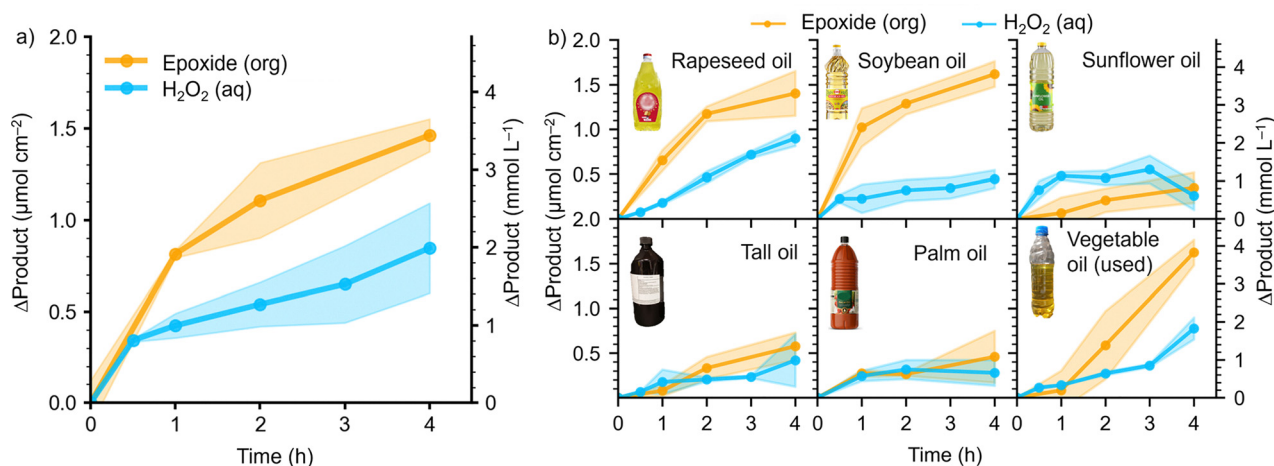 a)
2.0
1.5
1.0
0.5
0.0
ΔProduct (µmol cm⁻²)
Epoxide (org)
H₂O₂ (aq)
4
3
2
1
0
ΔProduct (mmol L⁻¹)
0 1 2 3 4
Time (h)
b)
Epoxide (org) H₂O₂ (aq)
2.0
1.5
1.0
0.5
2.0
1.5
1.0
0.5
ΔProduct (µmol cm⁻²)
Rapeseed oil
Soybean oil
Sunflower oil
4
3
2
1
0
Tall oil
Palm oil
Vegetable
oil (used)
4
3
2
1
0
ΔProduct (mmol L⁻¹)
0 1 2 3 4
0 1 2 3 4
0 1 2 3 4
Time (h)